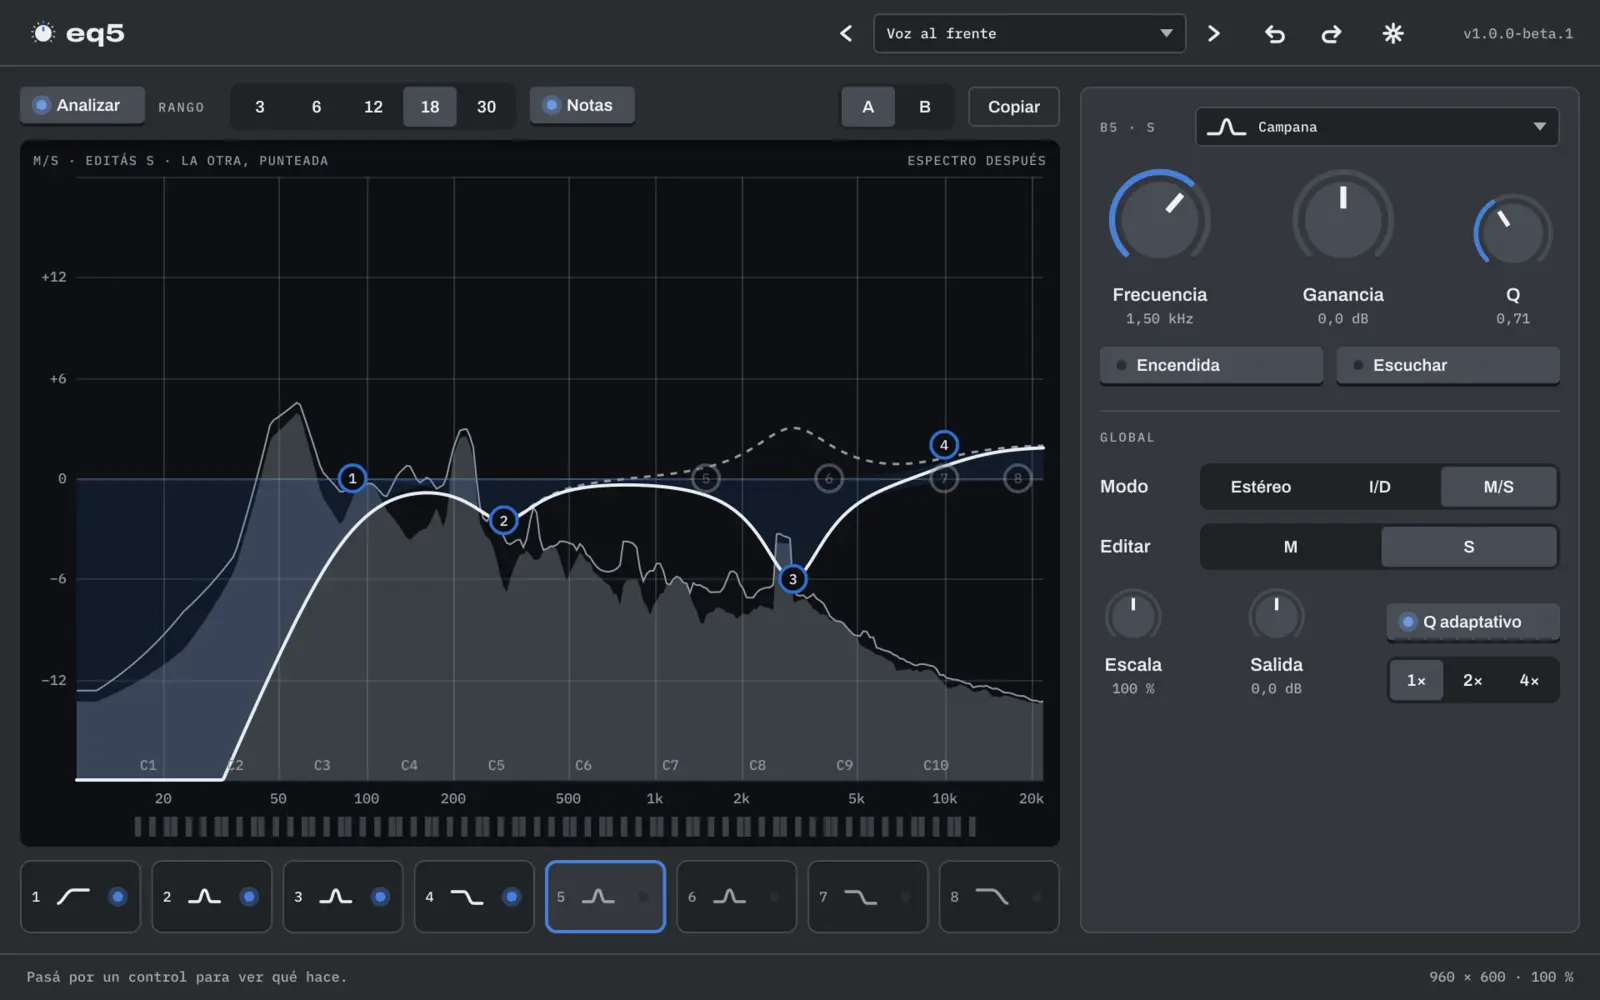 eq5
Voz al frente
v1.0.0-beta.1
Analizar
RANGO
3 6 12 18 30
Notas
A B
Copiar
M/S · EDITÁS S · LA OTRA, PUNTEADA
ESPECTRO DESPUÉS
+12
+6
0
−6
−12
1
2
3
4
5
6
7
8
C1 C2 C3 C4 C5 C6 C7 C8 C9 C10
20 50 100 200 500 1k 2k 5k 10k 20k
1 2 3 4 5 6 7 8
B5 · S
Campana
Frecuencia
1,50 kHz
Ganancia
0,0 dB
Q
0,71
Encendida
Escuchar
GLOBAL
Modo
Estéreo I/D M/S
Editar
M S
Escala
100 %
Salida
0,0 dB
Q adaptativo
1× 2× 4×
Pasá por un control para ver qué hace.
960 × 600 · 100 %